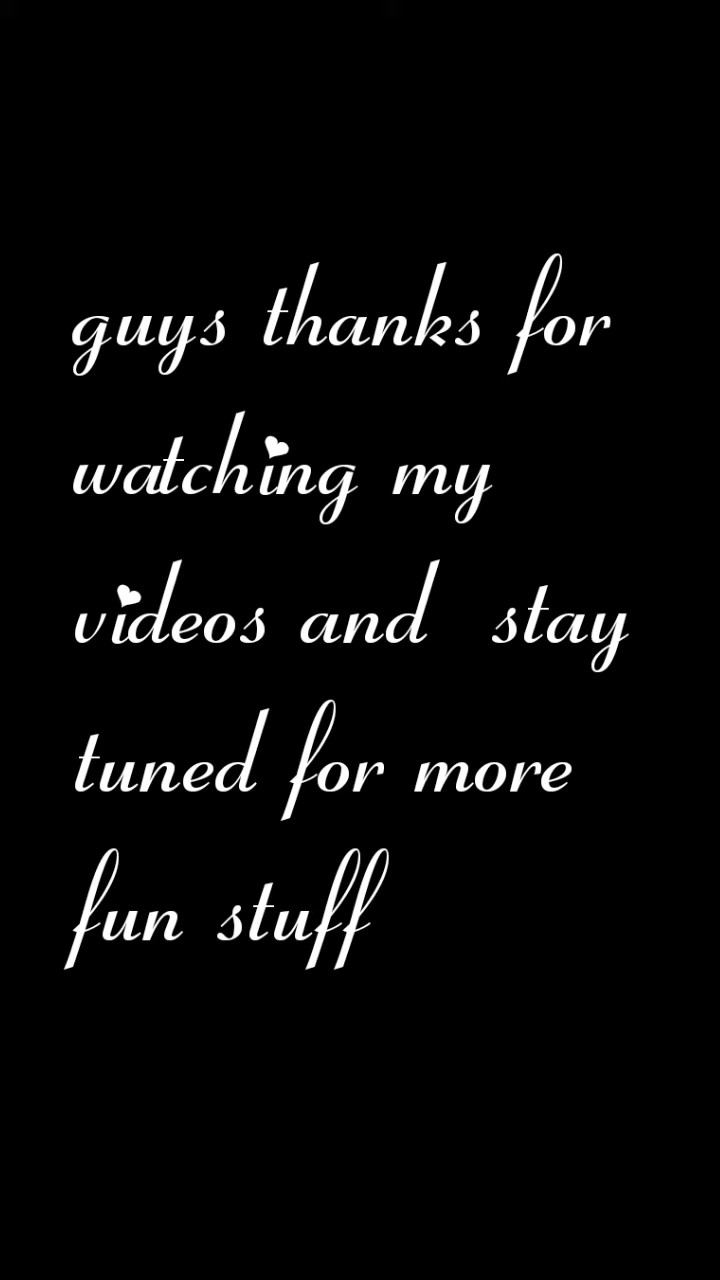 guys thanks for
watching my
videos and  stay
tuned for more
fun stuff